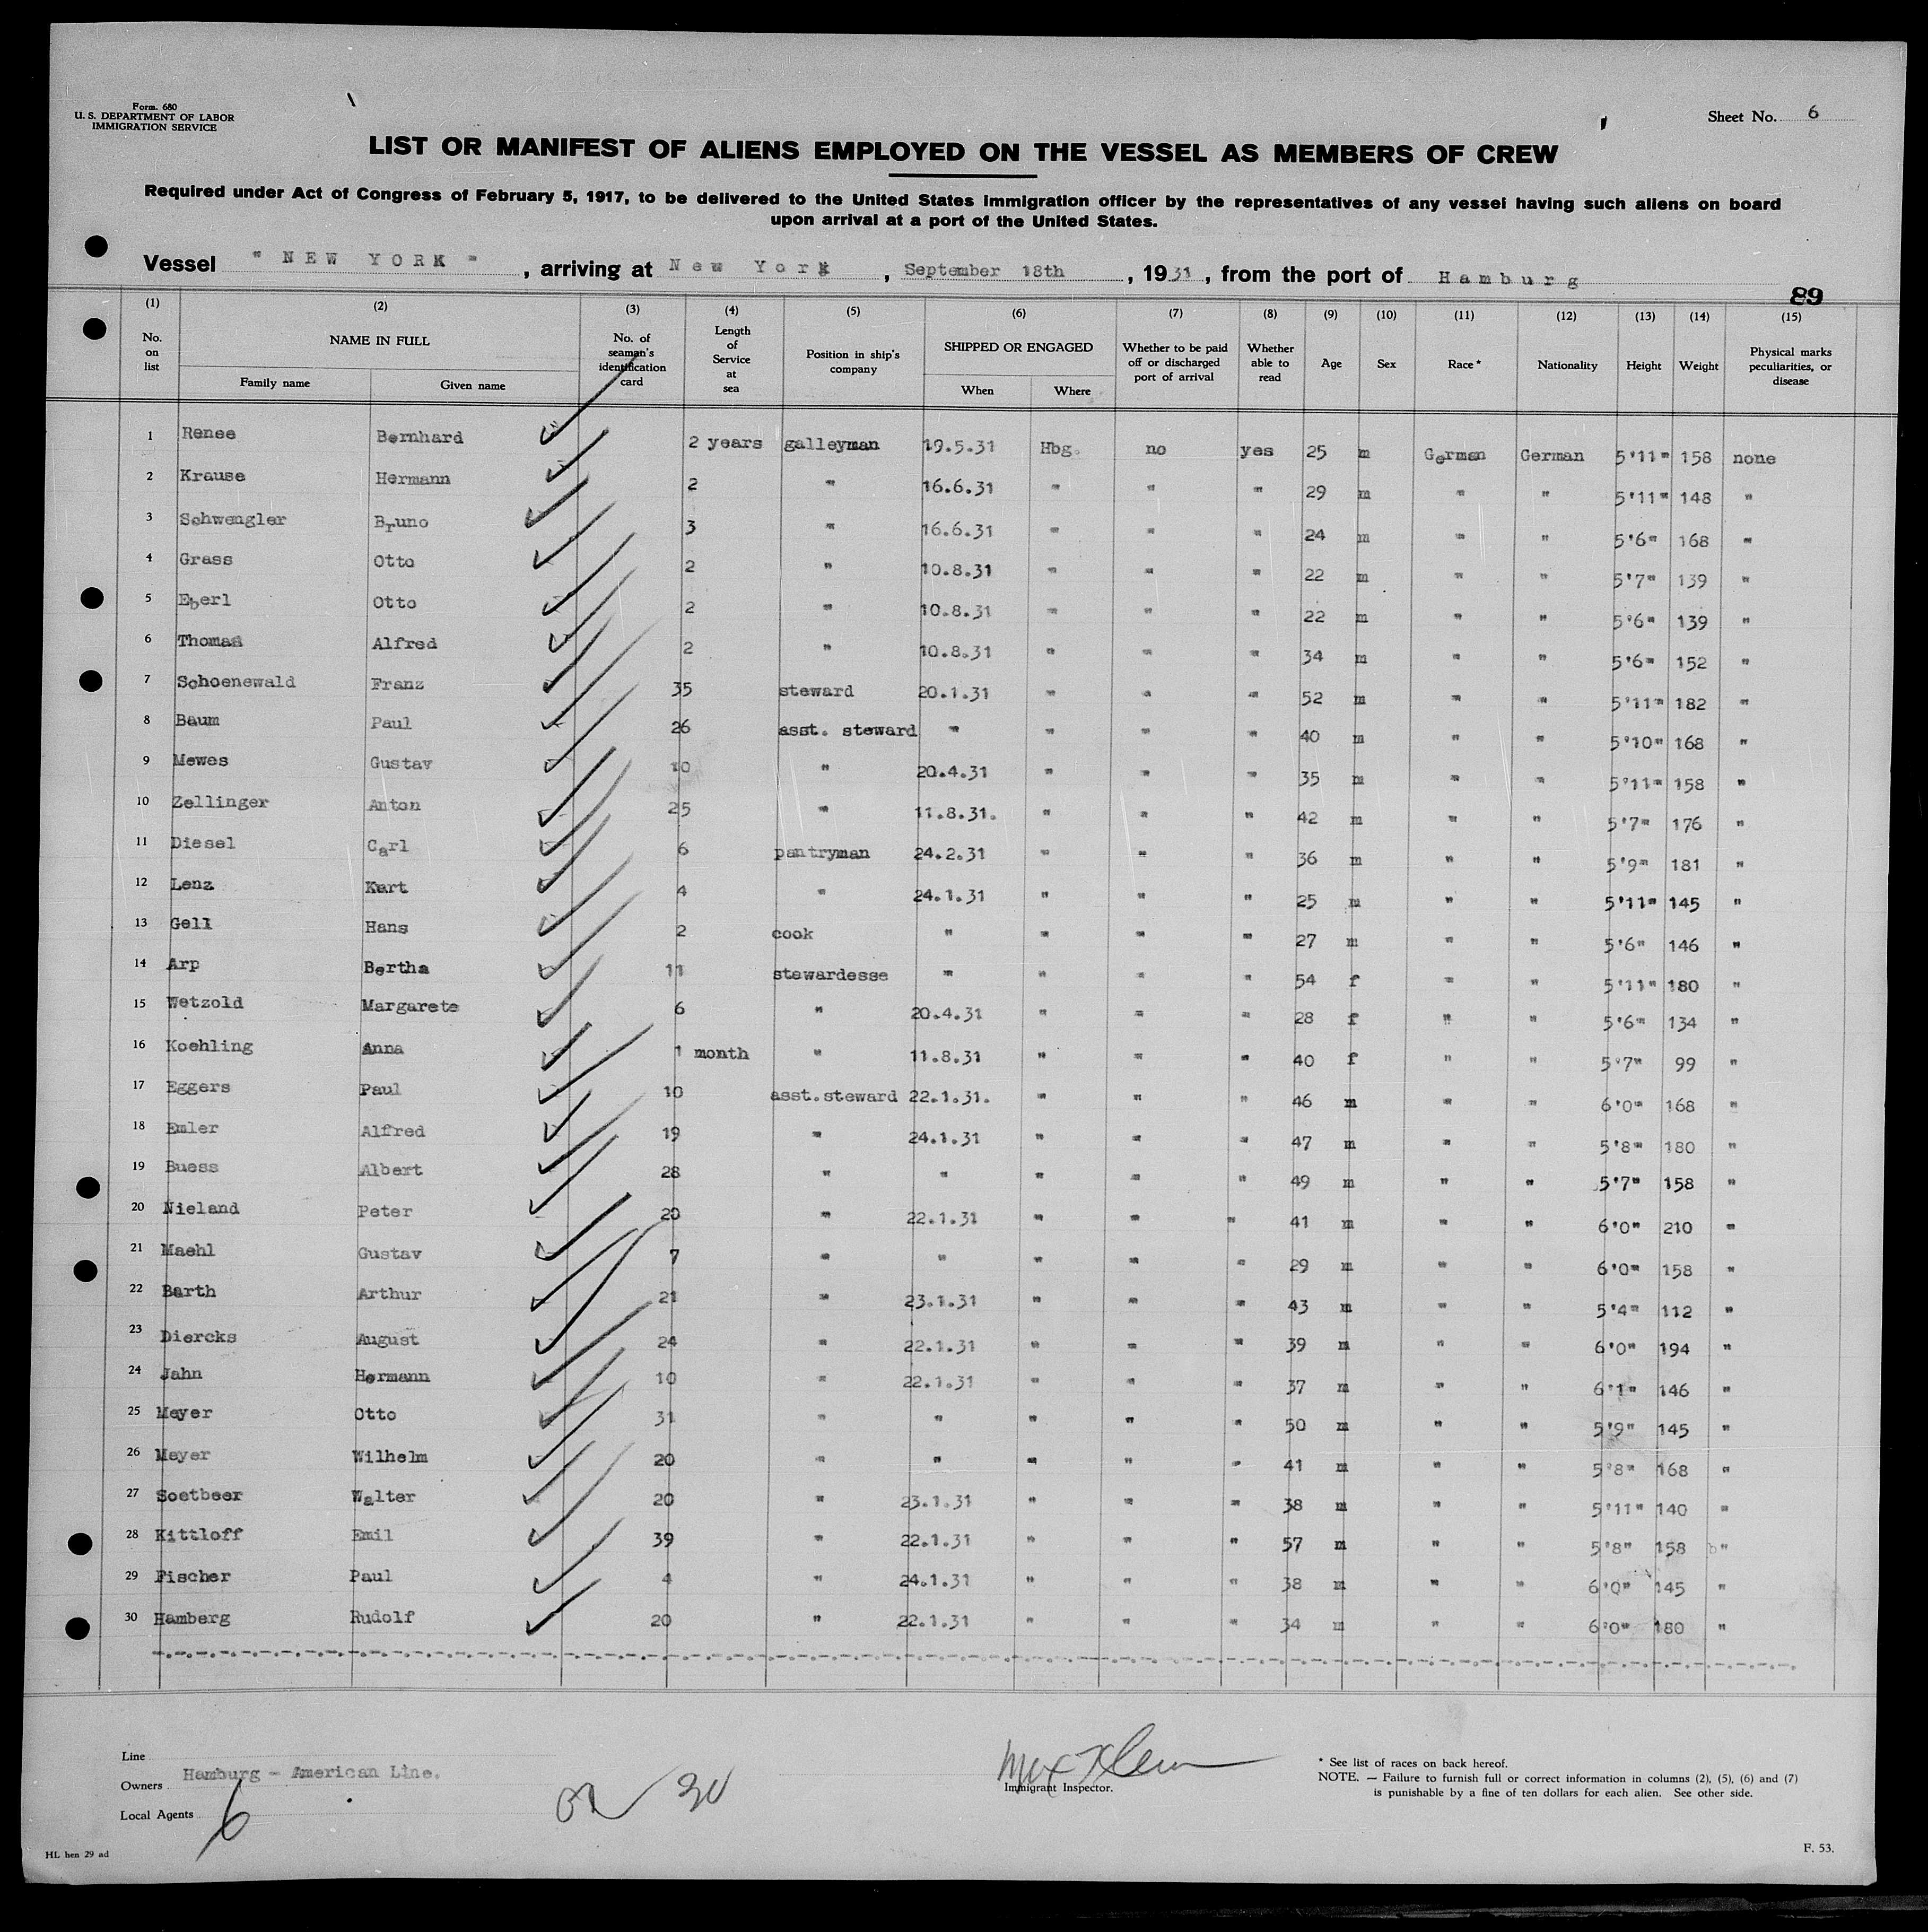 Form. 680
U. S. DEPARTMENT OF LABOR
IMMIGRATION SERVICE
Sheet No. 6
LIST OR MANIFEST OF ALIENS EMPLOYED ON THE VESSEL AS MEMBERS OF CREW
Required under Act of Congress of February 5, 1917, to be delivered to the United States immigration officer by the representatives of any vessel having such aliens on board
upon arrival at a port of the United States.
Vessel " NEW YORK " , arriving at New York , September 18th , 1931 , from the port of Hamburg
89
(1) (2) (3) (4) (5) (6) (7) (8) (9) (10) (11) (12) (13) (14) (15)
No. on list NAME IN FULL Family name Given name No. of seaman's identification card Length of Service at sea Position in ship's company SHIPPED OR ENGAGED When Where Whether to be paid off or discharged port of arrival Whether able to read Age Sex Race * Nationality Height Weight Physical marks peculiarities, or disease
1 Renee Bernhard 2 years galleyman 19.5.31 Hbg. no yes 25 m German German 5'11" 158 none
2 Krause Hermann 2 " 16.6.31 " " " 29 m " " 5'11" 148 "
3 Schwengler Bruno 3 " 16.6.31 " " " 24 m " " 5'6" 168 "
4 Grass Otto 2 " 10.8.31 " " " 22 m " " 5'7" 139 "
5 Eberl Otto 2 " 10.8.31 " " " 22 m " " 5'6" 139 "
6 Thomas Alfred 2 " 10.8.31 " " " 34 m " " 5'6" 152 "
7 Schoenewald Franz 35 steward 20.1.31 " " " 52 m " " 5'11" 182 "
8 Baum Paul 26 asst. steward " " " " 40 m " " 5'10" 168 "
9 Mewes Gustav 10 " 20.4.31 " " " 35 m " " 5'11" 158 "
10 Zellinger Anton 25 " 11.8.31. " " " 42 m " " 5'7" 176 "
11 Diesel Carl 6 pantryman 24.2.31 " " " 36 m " " 5'9" 181 "
12 Lenz Kurt 4 " 24.1.31 " " " 25 m " " 5'11" 145 "
13 Gell Hans 2 cook " " " " 27 m " " 5'6" 146 "
14 Arp Bertha 11 stewardesse " " " " 54 f " " 5'11" 180 "
15 Wetzold Margarete 6 " 20.4.31 " " " 28 f " " 5'6" 134 "
16 Koehling Anna 1 month " 11.8.31 " " " 40 f " " 5'7" 99 "
17 Eggers Paul 10 asst.steward 22.1.31. " " " 46 m " " 6'0" 168 "
18 Emler Alfred 19 " 24.1.31 " " " 47 m " " 5'8" 180 "
19 Buess Albert 28 " " " " " 49 m " " 5'7" 158 "
20 Nieland Peter 20 " 22.1.31 " " " 41 m " " 6'0" 210 "
21 Maehl Gustav 7 " " " " " 29 m " " 6'0" 158 "
22 Barth Arthur 21 " 23.1.31 " " " 43 m " " 5'4" 112 "
23 Diercks August 24 " 22.1.31 " " " 39 m " " 6'0" 194 "
24 Jahn Hermann 10 " 22.1.31 " " " 37 m " " 6'1" 146 "
25 Meyer Otto 31 " " " " " 50 m " " 5'9" 145 "
26 Meyer Wilhelm 20 " " " " " 41 m " " 5'8" 168 "
27 Soetbeer Walter 20 " 23.1.31 " " " 38 m " " 5'11" 140 "
28 Kittloff Emil 39 " 22.1.31 " " " 57 m " " 5'8" 158 b"
29 Fischer Paul 4 " 24.1.31 " " " 38 m " " 6'0" 145 "
30 Hamberg Rudolf 20 " 22.1.31 " " " 34 m " " 6'0" 180 "
Line
Owners Hamburg - American Line.
Local Agents
6
30
Max Klein
Immigrant Inspector.
* See list of races on back hereof.
NOTE. — Failure to furnish full or correct information in columns (2), (5), (6) and (7)
is punishable by a fine of ten dollars for each alien. See other side.
HL hen 29 ad
F. 53.